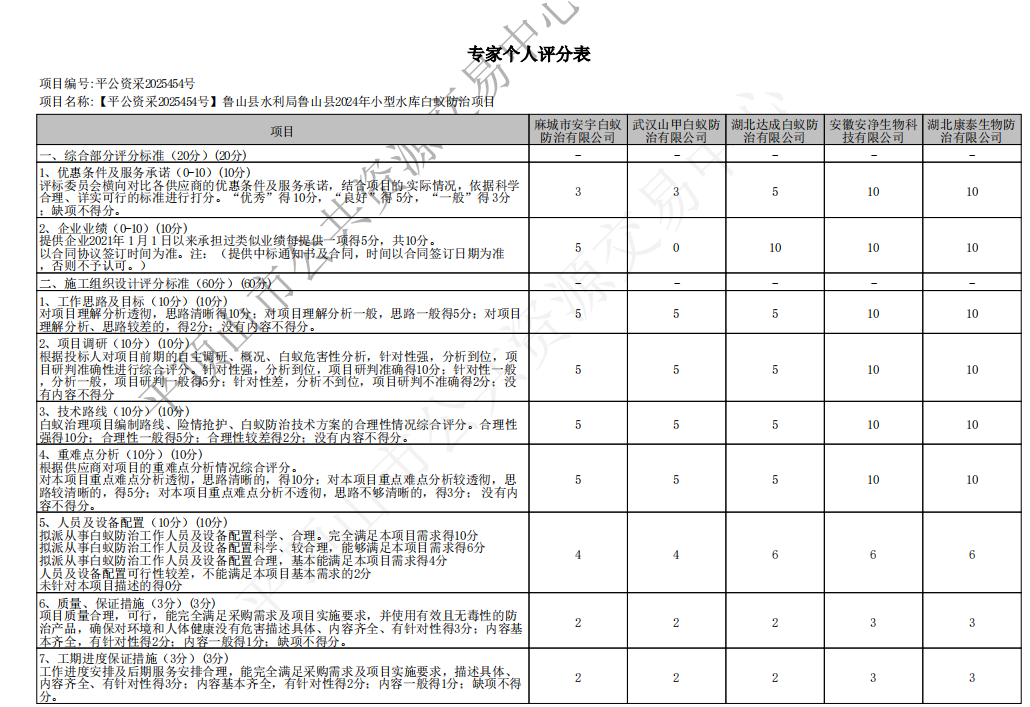 专家个人评分表
项目编号:平公资采2025454号
项目名称:【平公资采2025454号】鲁山县水利局鲁山县2024年小型水库白蚁防治项目
项目 麻城市安宇白蚁防治有限公司 武汉山甲白蚁防治有限公司 湖北达成白蚁防治有限公司 安徽安净生物科技有限公司 湖北康泰生物防治有限公司
一、综合部分评分标准（20分）(20分) – – – – –
1、优惠条件及服务承诺（0-10）(10分)
评标委员会横向对比各供应商的优惠条件及服务承诺，结合项目的实际情况，依据科学
合理、详实可行的标准进行打分。“优秀”得 10分，“良好”得 5分，“一般”得 3分
；缺项不得分。
3 3 5 10 10
2、企业业绩（0-10）(10分)
提供企业2021年 1 月 1 日以来承担过类似业绩每提供一项得5分，共10分。
以合同协议签订时间为准。注：（提供中标通知书及合同，时间以合同签订日期为准
，否则不予认可。）
5 0 10 10 10
二、施工组织设计评分标准（60分）(60分) – – – – –
1、工作思路及目标（10分）(10分)
对项目理解分析透彻，思路清晰得10分；对项目理解分析一般，思路一般得5分；对项目
理解分析、思路较差的，得2分；没有内容不得分。
5 5 5 10 10
2、项目调研（10分）(10分)
根据投标人对项目前期的自主调研、概况、白蚁危害性分析，针对性强，分析到位，项
目研判准确性进行综合评分。针对性强，分析到位，项目研判准确得10分；针对性一般
，分析一般，项目研判一般得5分；针对性差，分析不到位，项目研判不准确得2分；没
有内容不得分
5 5 5 10 10
3、技术路线（10分）(10分)
白蚁治理项目编制路线、险情抢护、白蚁防治技术方案的合理性情况综合评分。合理性
强得10分；合理性一般得5分；合理性较差得2分；没有内容不得分。
5 5 5 10 10
4、重难点分析（10分）(10分)
根据供应商对项目的重难点分析情况综合评分。
对本项目重点难点分析透彻，思路清晰的，得10分；对本项目重点难点分析较透彻，思
路较清晰的，得5分；对本项目重点难点分析不透彻，思路不够清晰的，得3分； 没有内
容不得分。
5 5 5 10 10
5、人员及设备配置（10分）(10分)
拟派从事白蚁防治工作人员及设备配置科学、合理。完全满足本项目需求得10分
拟派从事白蚁防治工作人员及设备配置科学、较合理，能够满足本项目需求得6分
拟派从事白蚁防治工作人员及设备配置合理，基本能满足本项目需求得4分
人员及设备配置可行性较差，不能满足本项目基本需求的2分
未针对本项目描述的得0分
4 4 6 6 6
6、质量、保证措施（3分）(3分)
项目质量合理，可行，能完全满足采购需求及项目实施要求，并使用有效且无毒性的防
治产品，确保对环境和人体健康没有危害描述具体、内容齐全、有针对性得3分；内容基
本齐全，有针对性得2分；内容一般得1分；缺项不得分。
2 2 2 3 3
7、工期进度保证措施（3分）(3分)
工作进度安排及后期服务安排合理，能完全满足采购需求及项目实施要求，描述具体、
内容齐全、有针对性得3分；内容基本齐全，有针对性得2分；内容一般得1分；缺项不得
分。
2 2 2 3 3
平顶山市公共资源交易中心
平顶山市公共资源交易中心